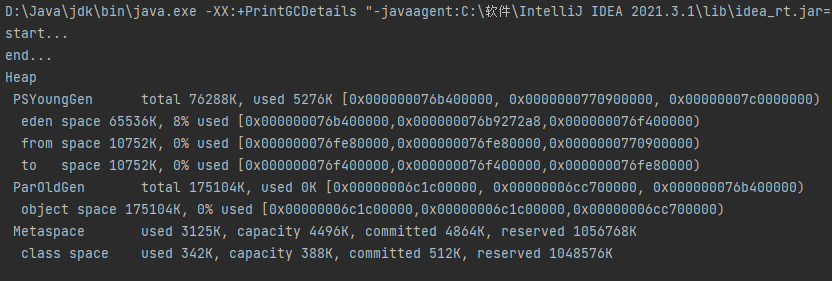 D:\Java\jdk\bin\java.exe -XX:+PrintGCDetails "-javaagent:C:\软件\IntelliJ IDEA 2021.3.1\lib\idea_rt.jar=
start...
end...
Heap
 PSYoungGen      total 76288K, used 5276K [0x000000076b400000, 0x0000000770900000, 0x00000007c0000000)
  eden space 65536K, 8% used [0x000000076b400000,0x000000076b9272a8,0x000000076f400000)
  from space 10752K, 0% used [0x000000076fe80000,0x000000076fe80000,0x0000000770900000)
  to   space 10752K, 0% used [0x000000076f400000,0x000000076f400000,0x000000076fe80000)
 ParOldGen       total 175104K, used 0K [0x00000006c1c00000, 0x00000006cc700000, 0x000000076b400000)
  object space 175104K, 0% used [0x00000006c1c00000,0x00000006c1c00000,0x00000006cc700000)
 Metaspace       used 3125K, capacity 4496K, committed 4864K, reserved 1056768K
  class space    used 342K, capacity 388K, committed 512K, reserved 1048576K